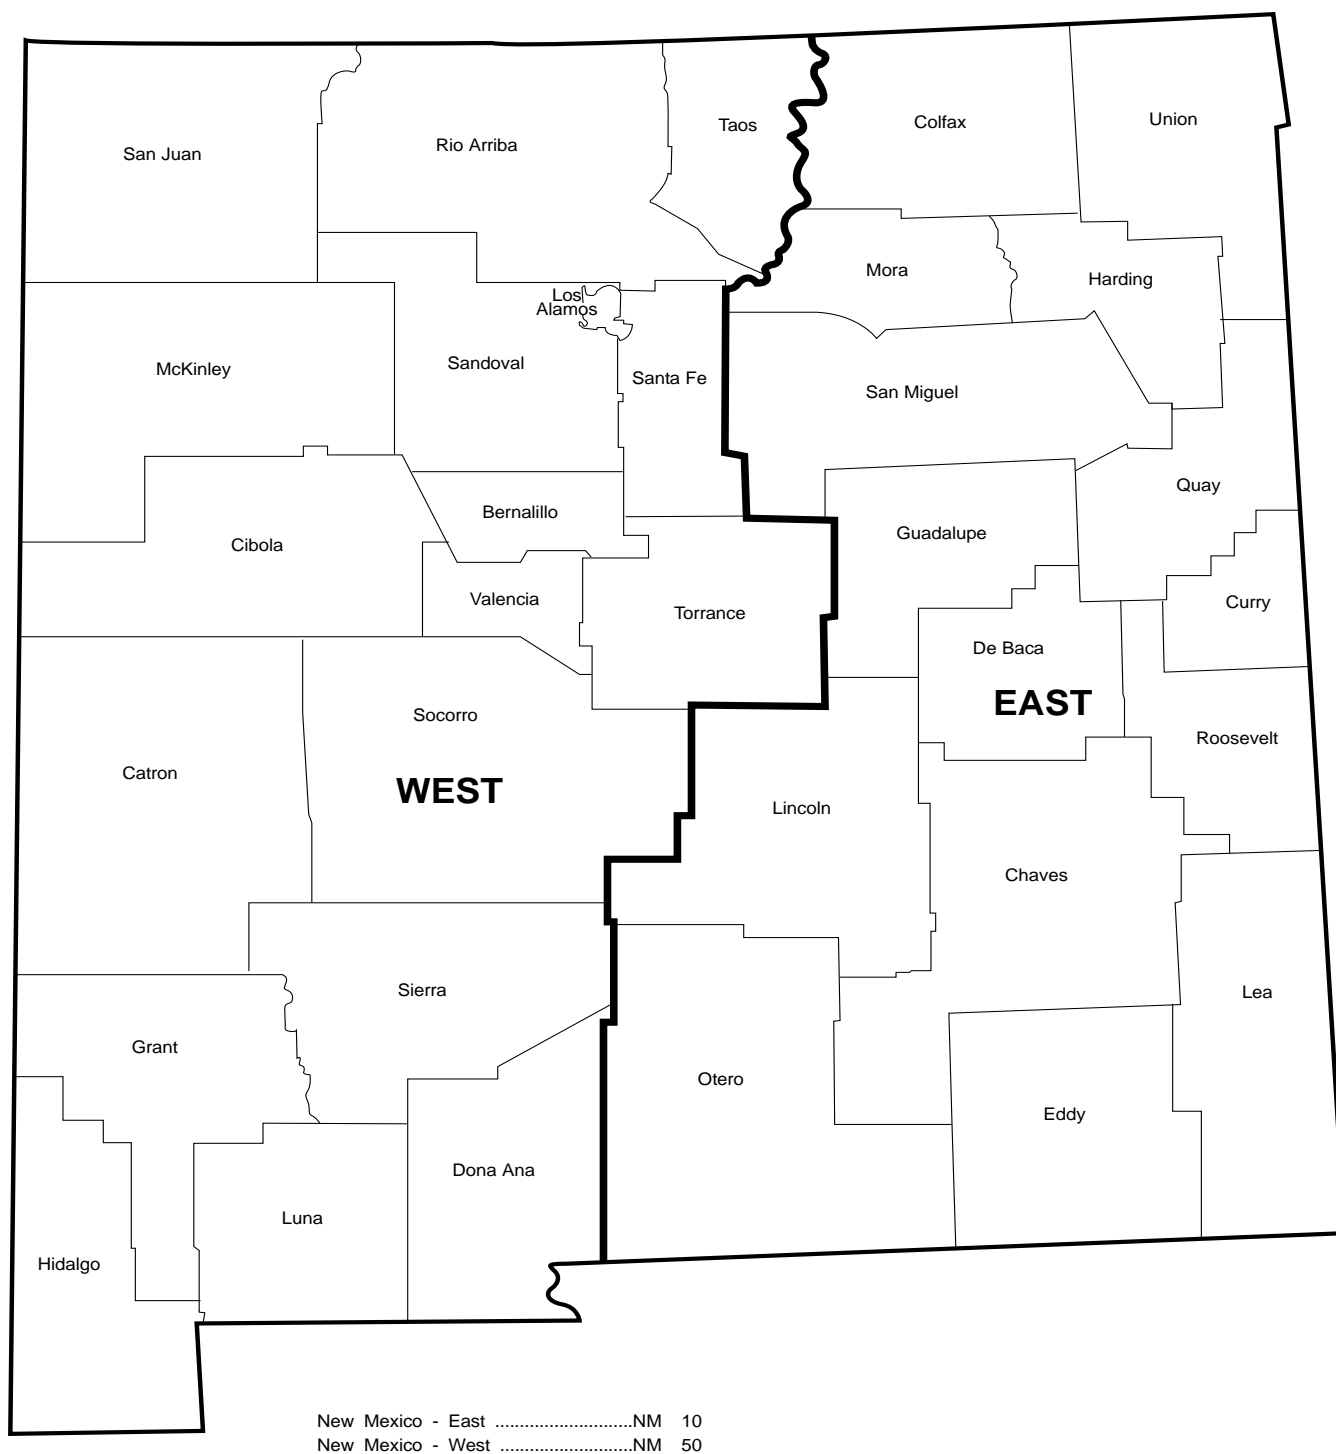 Union
Colfax
Taos
Rio Arriba
San Juan
Mora
Harding
Los
Alamos
Sandoval
McKinley
Santa Fe
San Miguel
Quay
Bernalillo
Guadalupe
Cibola
Valencia
Curry
Torrance
De Baca
EAST
Socorro
Roosevelt
Catron
WEST
Lincoln
Chaves
Sierra
Lea
Grant
Otero
Eddy
Dona Ana
Luna
Hidalgo
New Mexico - East ............................NM 10
New Mexico - West ...........................NM 50